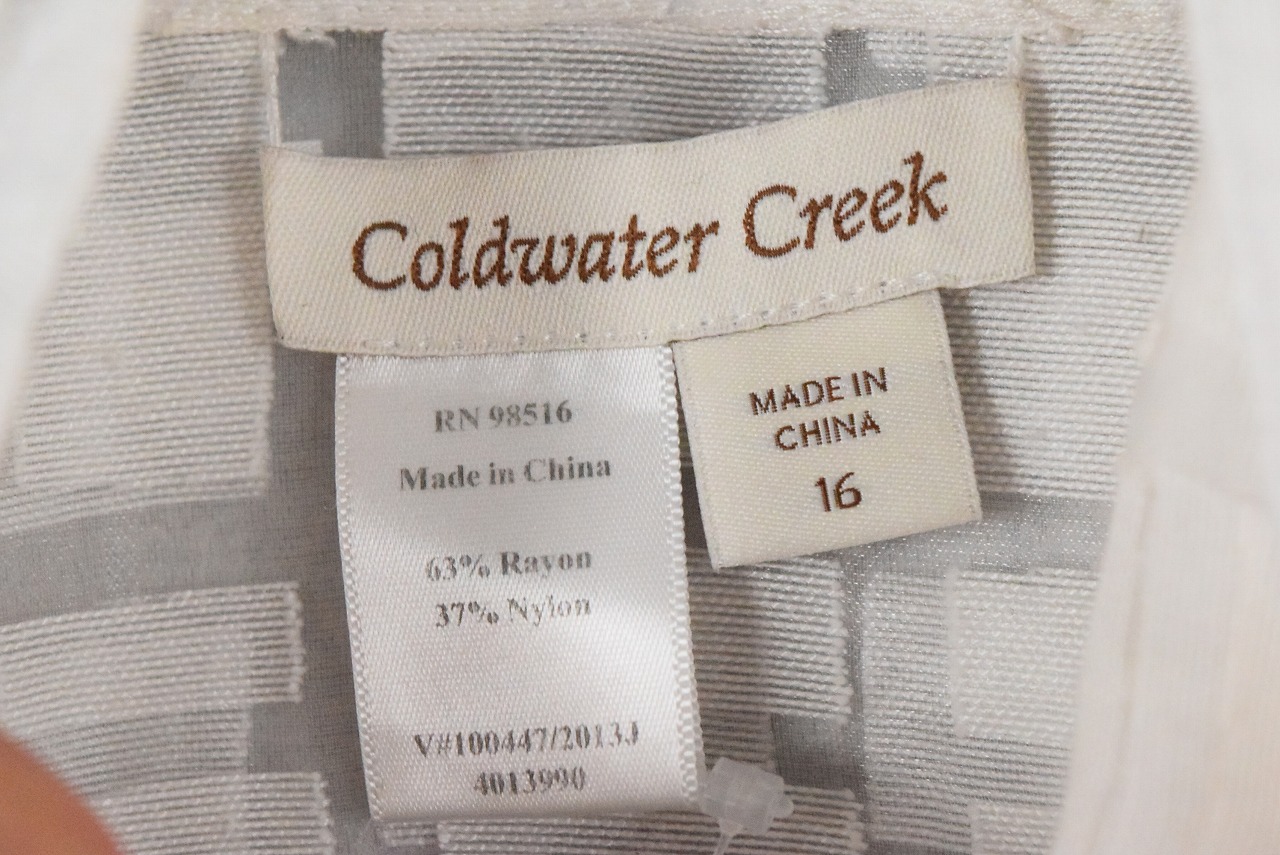 Coldwater Creek
RN 98516
Made in China
63% Rayon
37% Nylon
V#100447/2013J
4013990
MADE IN
CHINA
16